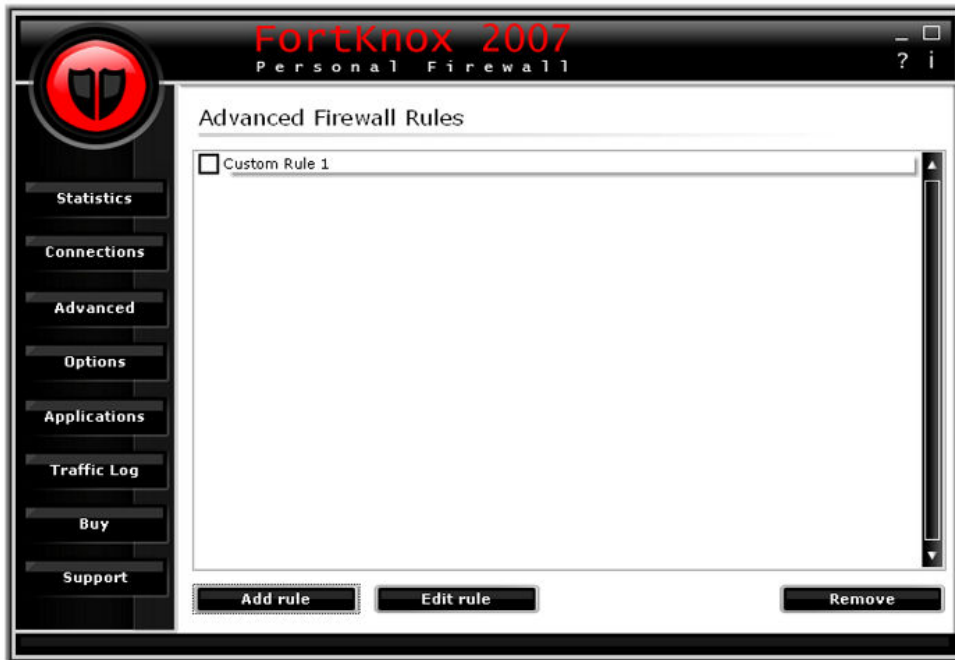 FortKnox 2007
Personal Firewall
? i
Advanced Firewall Rules
Custom Rule 1
Statistics
Connections
Advanced
Options
Applications
Traffic Log
Buy
Support
Add rule
Edit rule
Remove